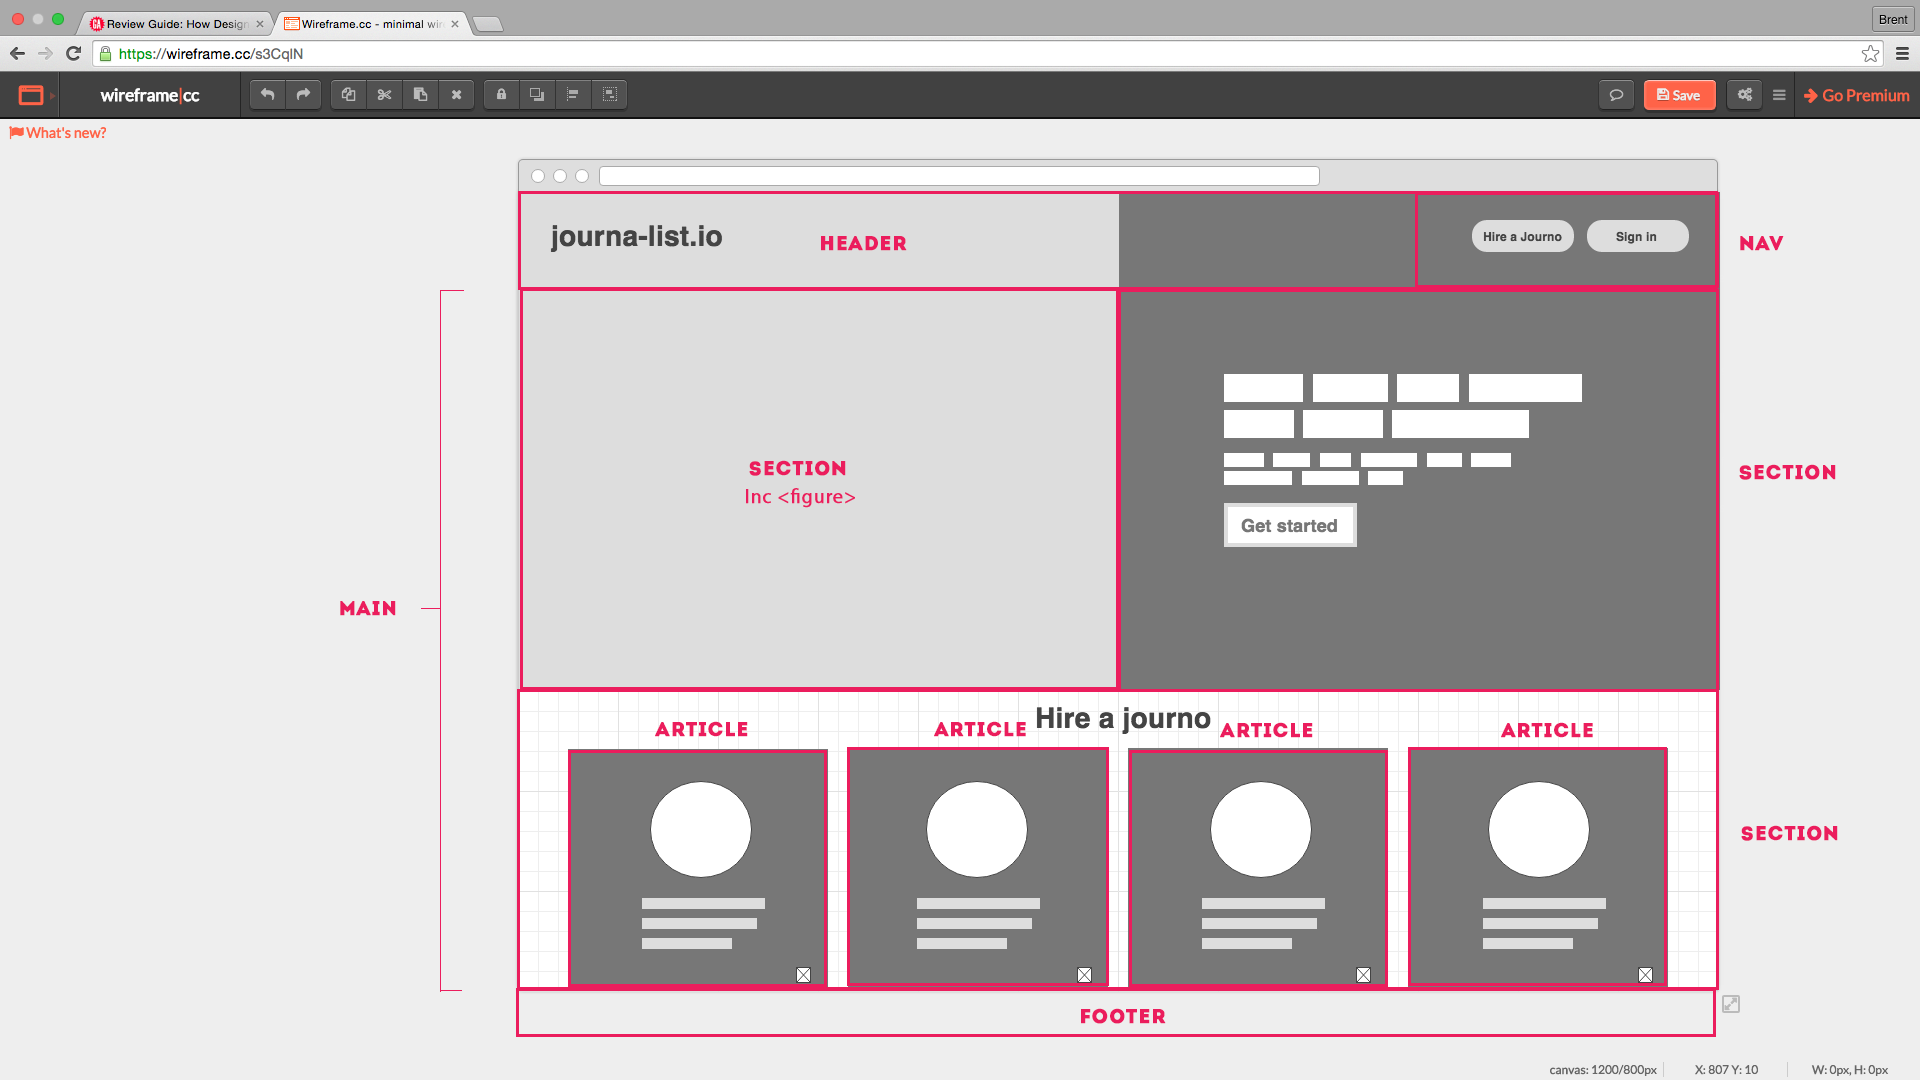 Review Guide: How Design
Wireframe.cc - minimal wir
Brent
https://wireframe.cc/s3CqlN
wireframe|cc
Save
Go Premium
What's new?
journa-list.io
HEADER
Hire a Journo
Sign in
NAV
SECTION
Inc <figure>
SECTION
Get started
MAIN
Hire a journo
ARTICLE
ARTICLE
ARTICLE
ARTICLE
SECTION
FOOTER
canvas: 1200/800px
X: 807 Y: 10
W: 0px, H: 0px